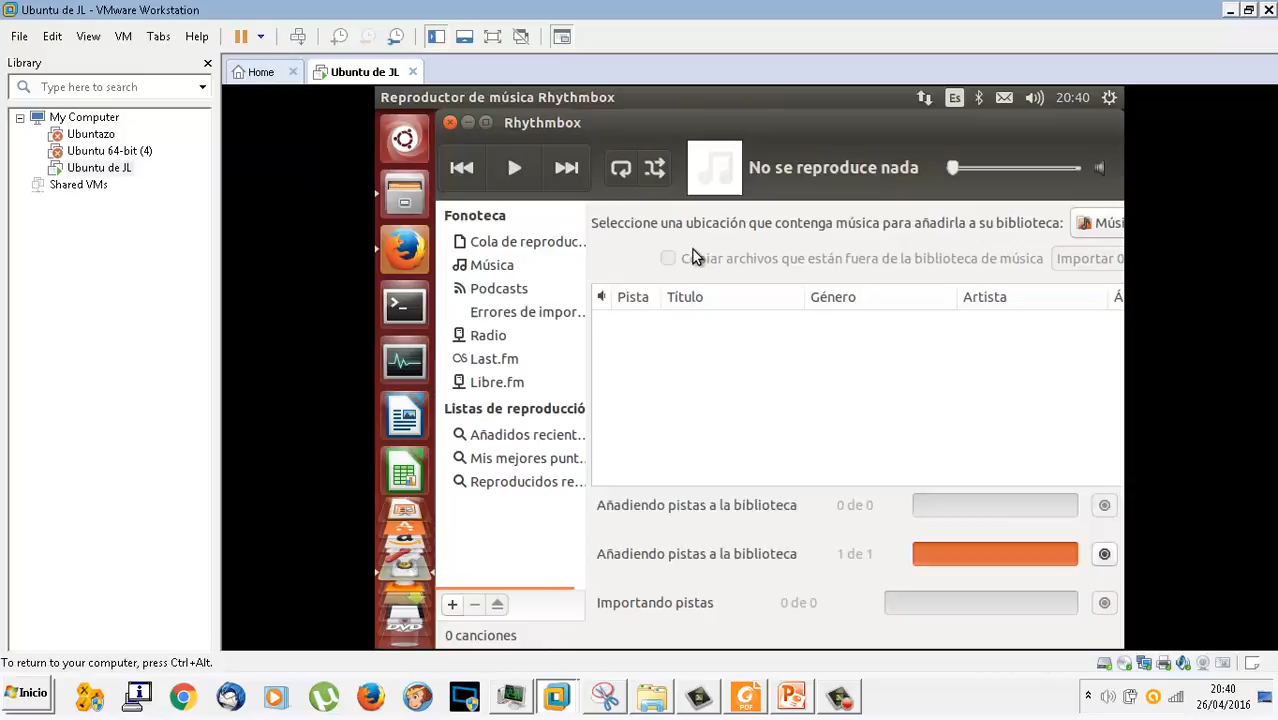 Ubuntu de JL - VMware Workstation
File Edit View VM Tabs Help
Library
Type here to search
My Computer
Ubuntazo
Ubuntu 64-bit (4)
Ubuntu de JL
Shared VMs
Home
Ubuntu de JL
Reproductor de música Rhythmbox
Es
20:40
Rhythmbox
No se reproduce nada
Fonoteca
Cola de reproduc...
Música
Podcasts
Errores de impor...
Radio
Last.fm
Libre.fm
Listas de reproducció
Añadidos recient...
Mis mejores punt...
Reproducidos re...
Seleccione una ubicación que contenga música para añadirla a su biblioteca:
Músi
archivos que están fuera de la biblioteca de música
Importar 0
Pista Título Género Artista Á
Añadiendo pistas a la biblioteca 0 de 0
Añadiendo pistas a la biblioteca 1 de 1
Importando pistas 0 de 0
0 canciones
To return to your computer, press Ctrl+Alt.
Inicio
PDF
DVD
20:40
26/04/2016